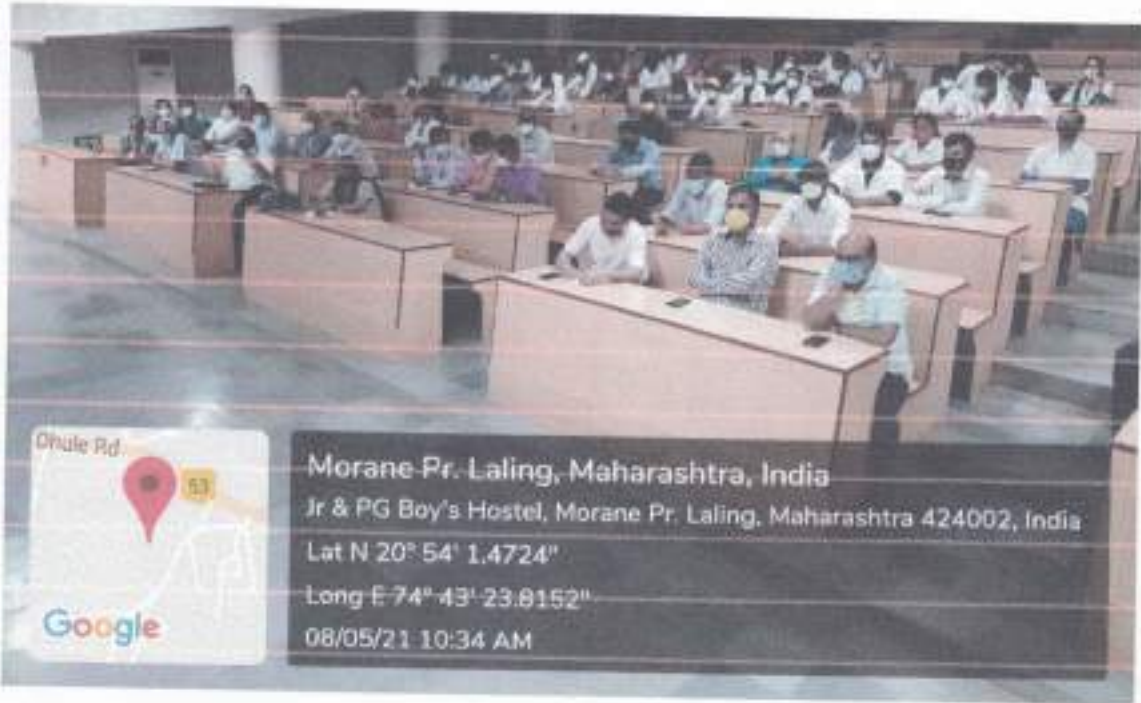 Dhule Rd
53
Google
Morane Pr. Laling, Maharashtra, India
Jr & PG Boy's Hostel, Morane Pr. Laling, Maharashtra 424002, India
Lat N 20° 54' 1.4724"
Long E 74° 43' 23.8152"
08/05/21 10:34 AM